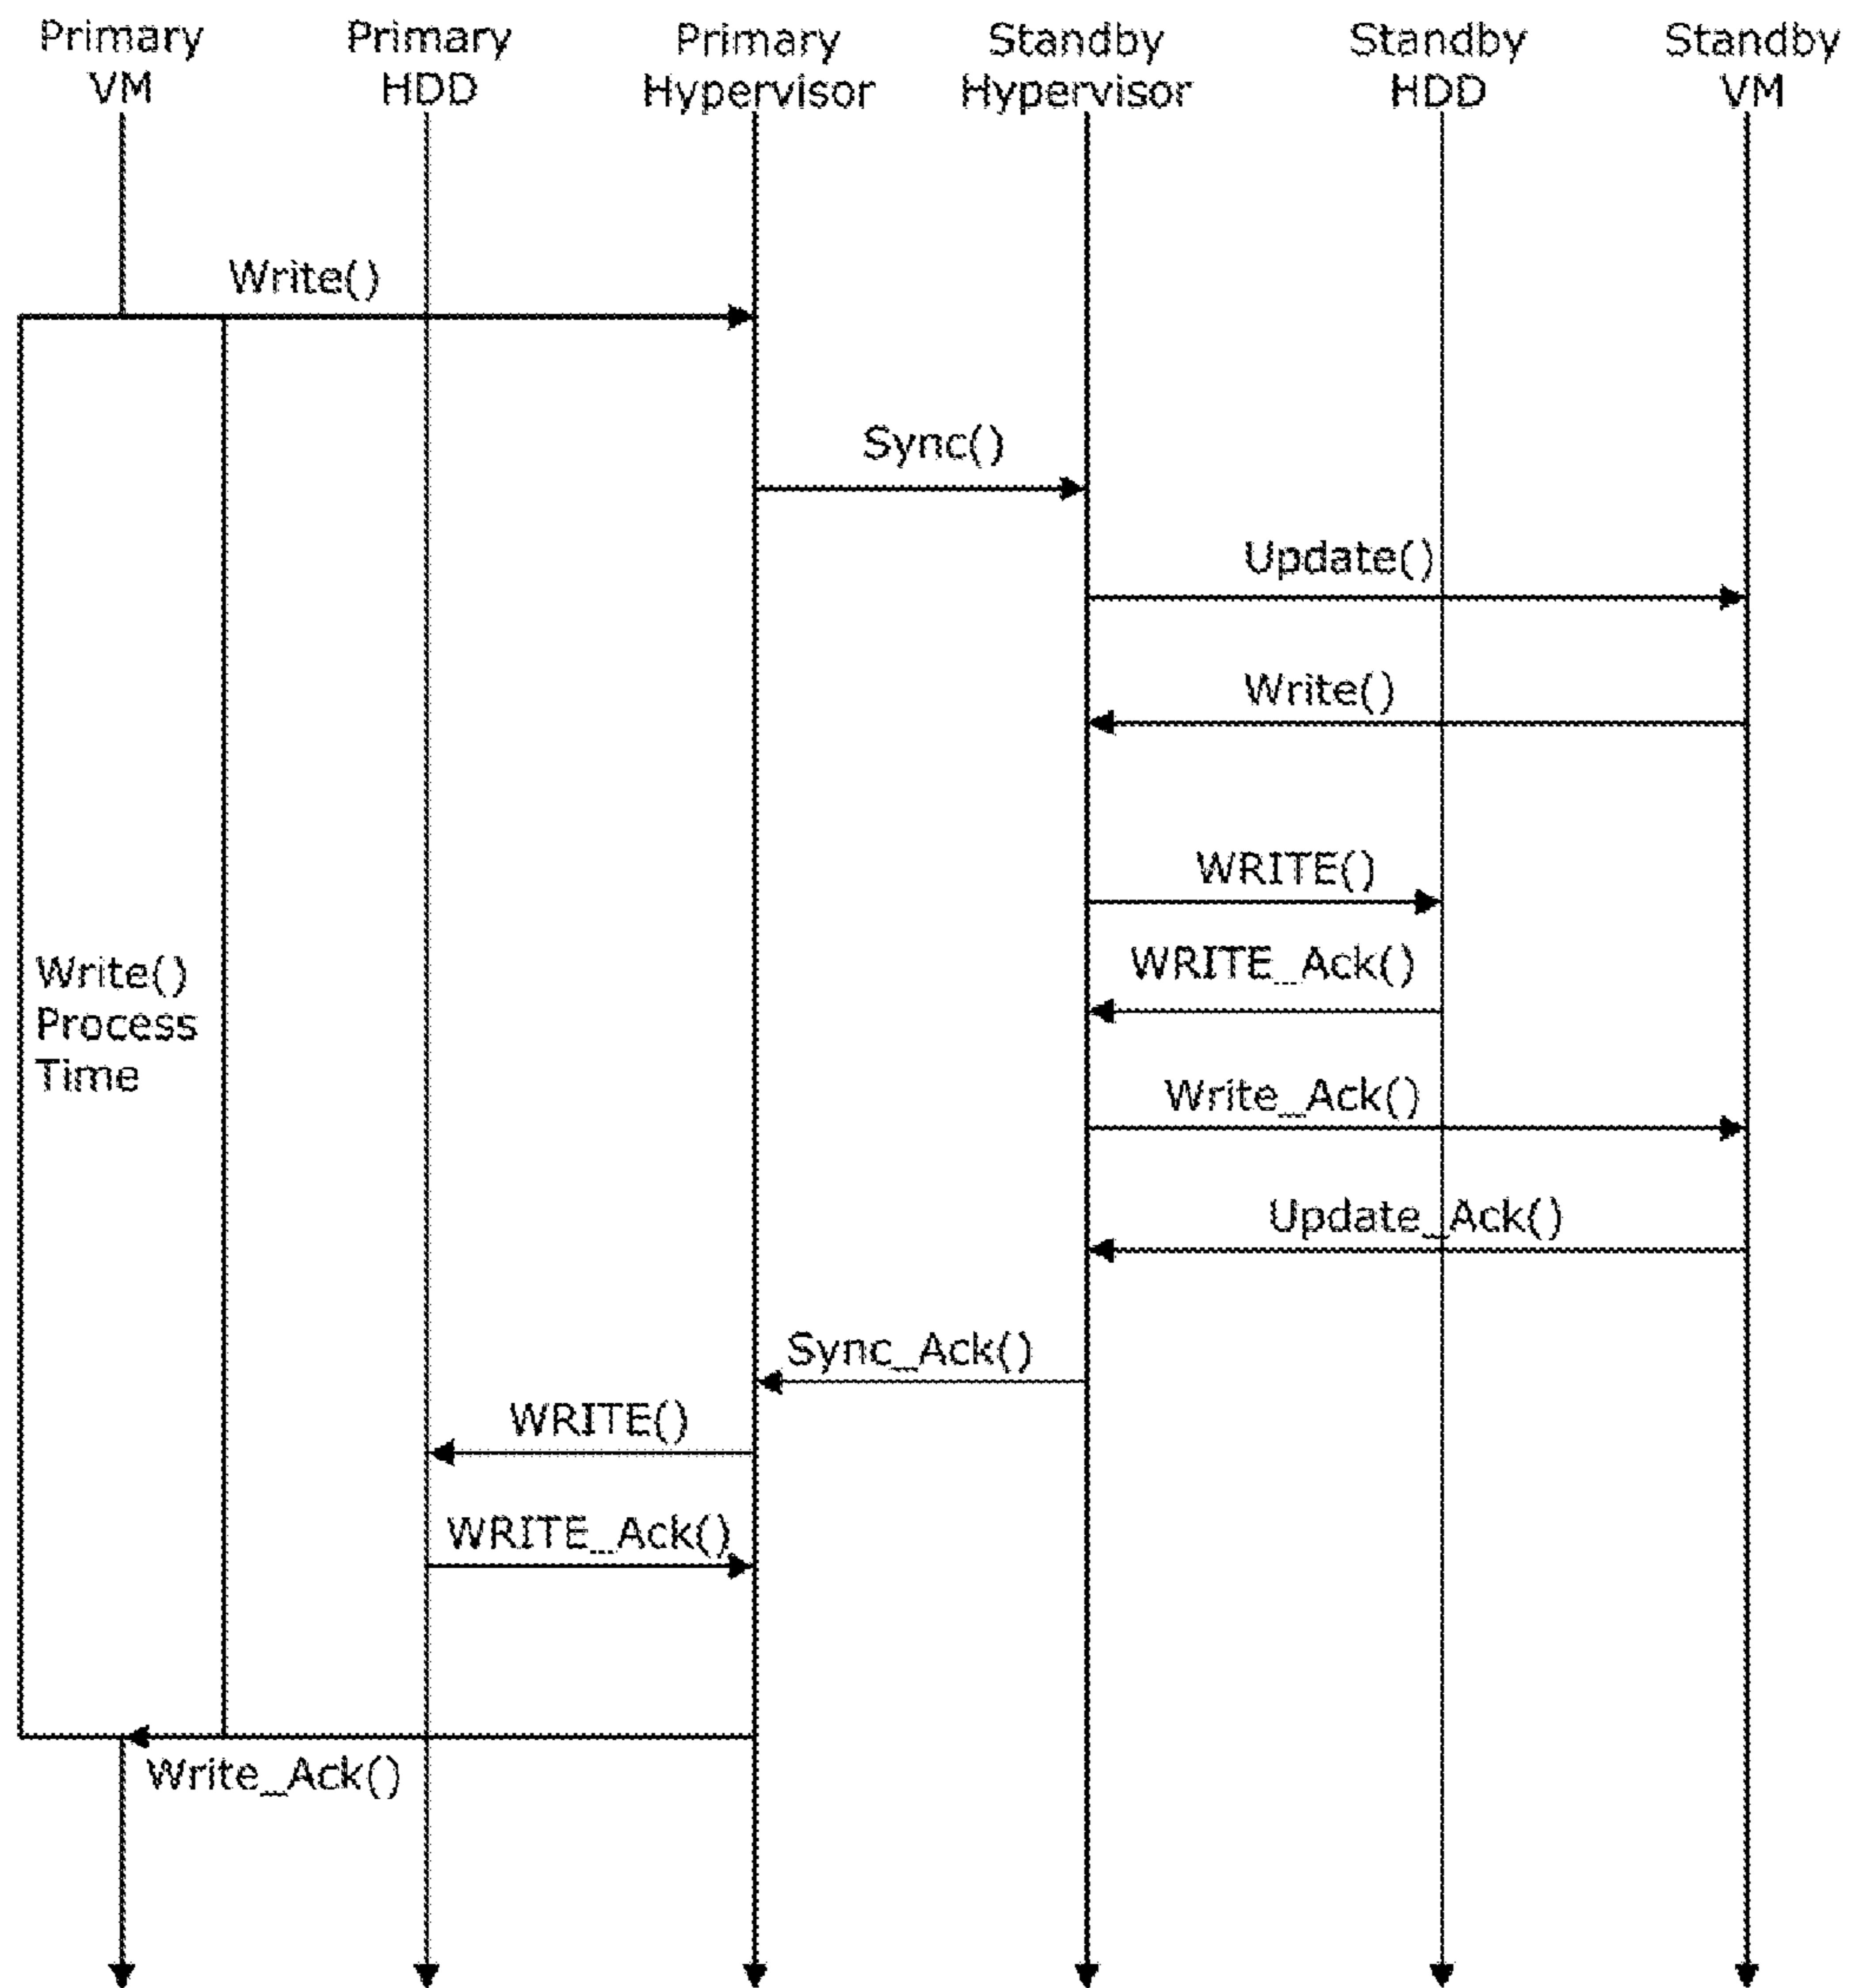 Primary
VM
Primary
HDD
Primary
Hypervisor
Standby
Hypervisor
Standby
HDD
Standby
VM
Write()
Sync()
Update()
Write()
WRITE()
WRITE_Ack()
Write()
Process
Time
Write_Ack()
Update_Ack()
Sync_Ack()
WRITE()
WRITE_Ack()
Write_Ack()